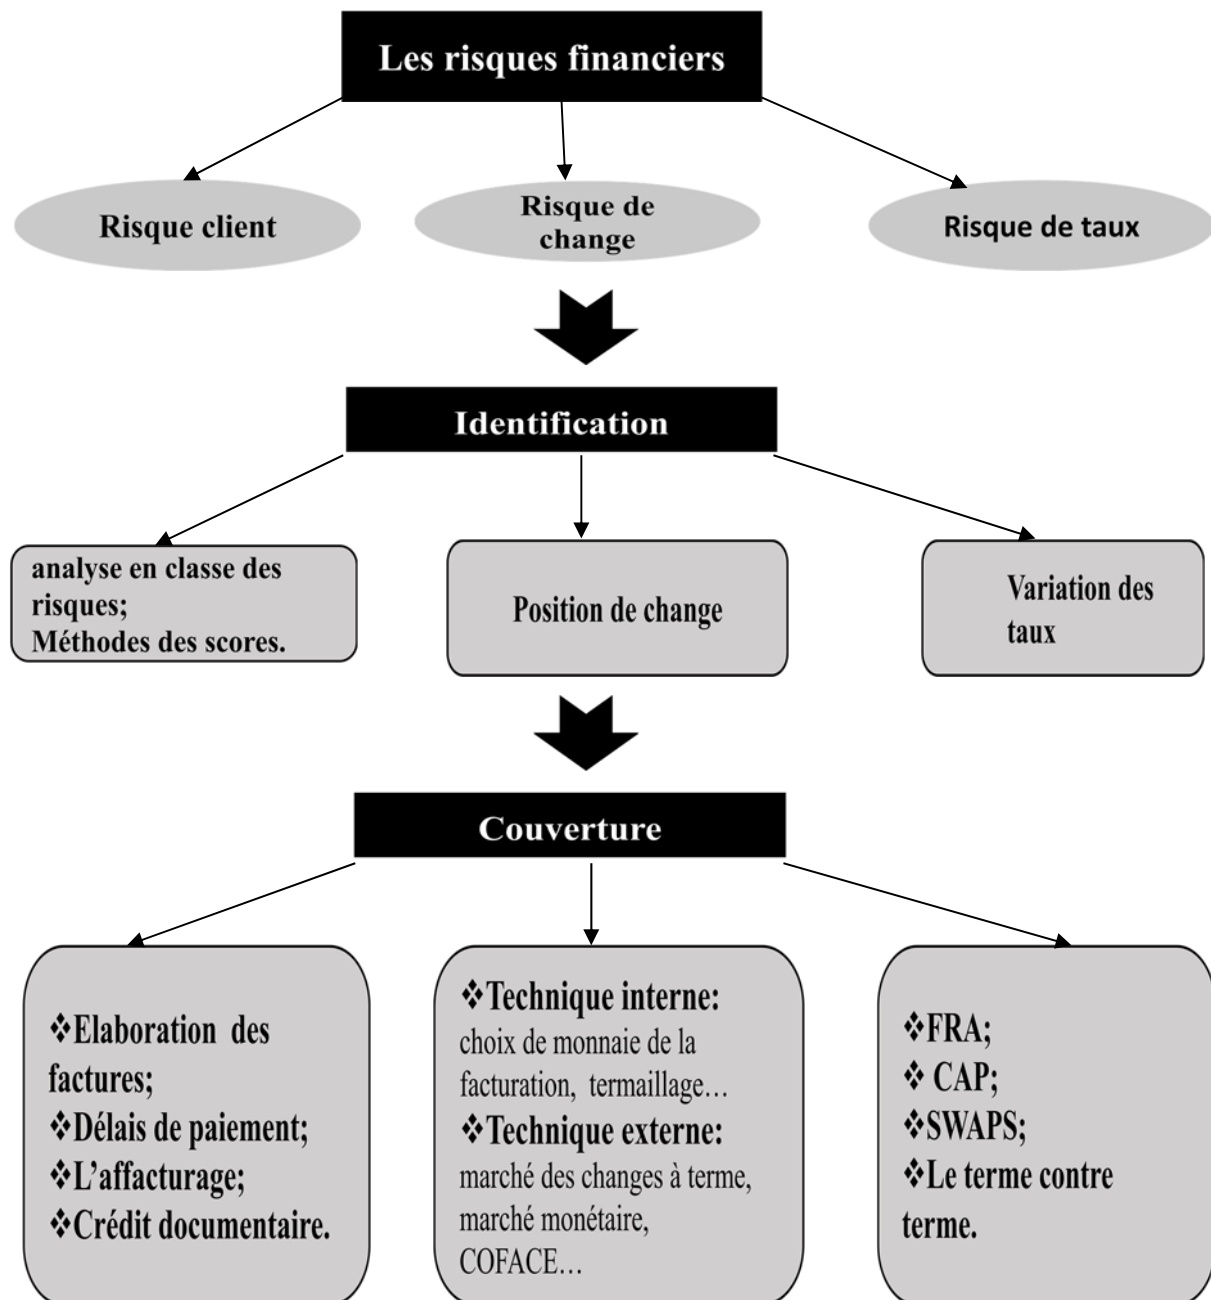 Les risques financiers
Risque client
Risque de
change
Risque de taux
Identification
analyse en classe des
risques;
Méthodes des scores.
Position de change
Variation des
taux
Couverture
❖Elaboration des
factures;
❖Délais de paiement;
❖L’affacturage;
❖Crédit documentaire.
❖Technique interne:
choix de monnaie de la
facturation, termaillage…
❖Technique externe:
marché des changes à terme,
marché monétaire,
COFACE…
❖FRA;
❖ CAP;
❖SWAPS;
❖Le terme contre
terme.